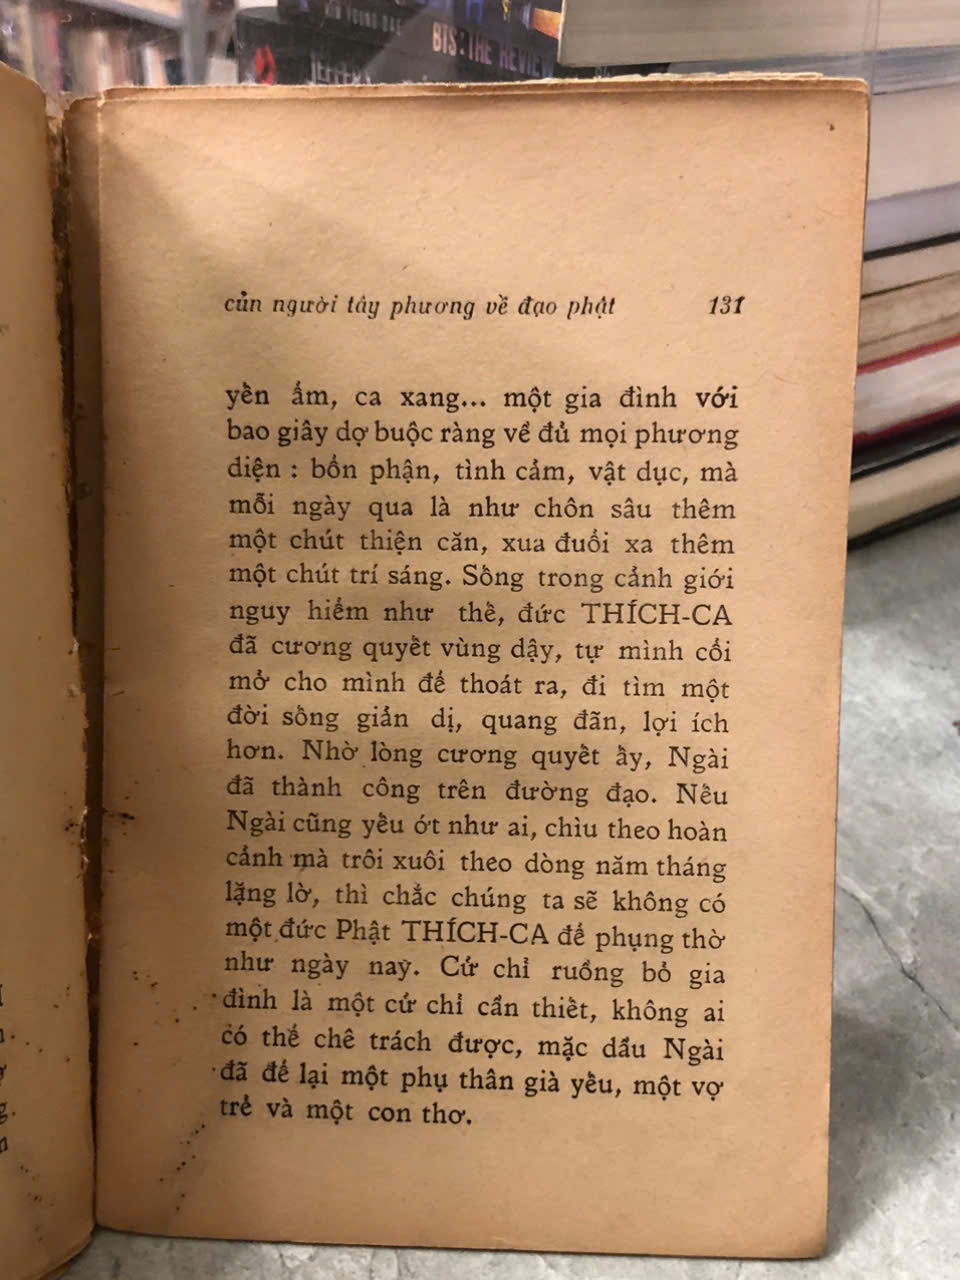 BTS: THE REVIEW
của người tây phương về đạo phật 131
yên ấm, ca xang... một gia đình với
bao giây dợ buộc ràng về đủ mọi phương
diện : bổn phận, tình cảm, vật dục, mà
mỗi ngày qua là như chôn sâu thêm
một chút thiện căn, xua đuổi xa thêm
một chút trí sáng. Sống trong cảnh giới
nguy hiểm như thế, đức THÍCH-CA
đã cương quyết vùng dậy, tự mình cởi
mở cho mình để thoát ra, đi tìm một
đời sống giản dị, quang đãn, lợi ích
hơn. Nhờ lòng cương quyết ấy, Ngài
đã thành công trên đường đạo. Nếu
Ngài cũng yếu ớt như ai, chìu theo hoàn
cảnh mà trôi xuôi theo dòng năm tháng
lặng lờ, thì chắc chúng ta sẽ không có
một đức Phật THÍCH-CA để phụng thờ
như ngày naỳ. Cử chỉ ruồng bỏ gia
đình là một cử chỉ cần thiết, không ai
có thể chê trách được, mặc dầu Ngài
đã để lại một phụ thân già yếu, một vợ
trẻ và một con thơ.